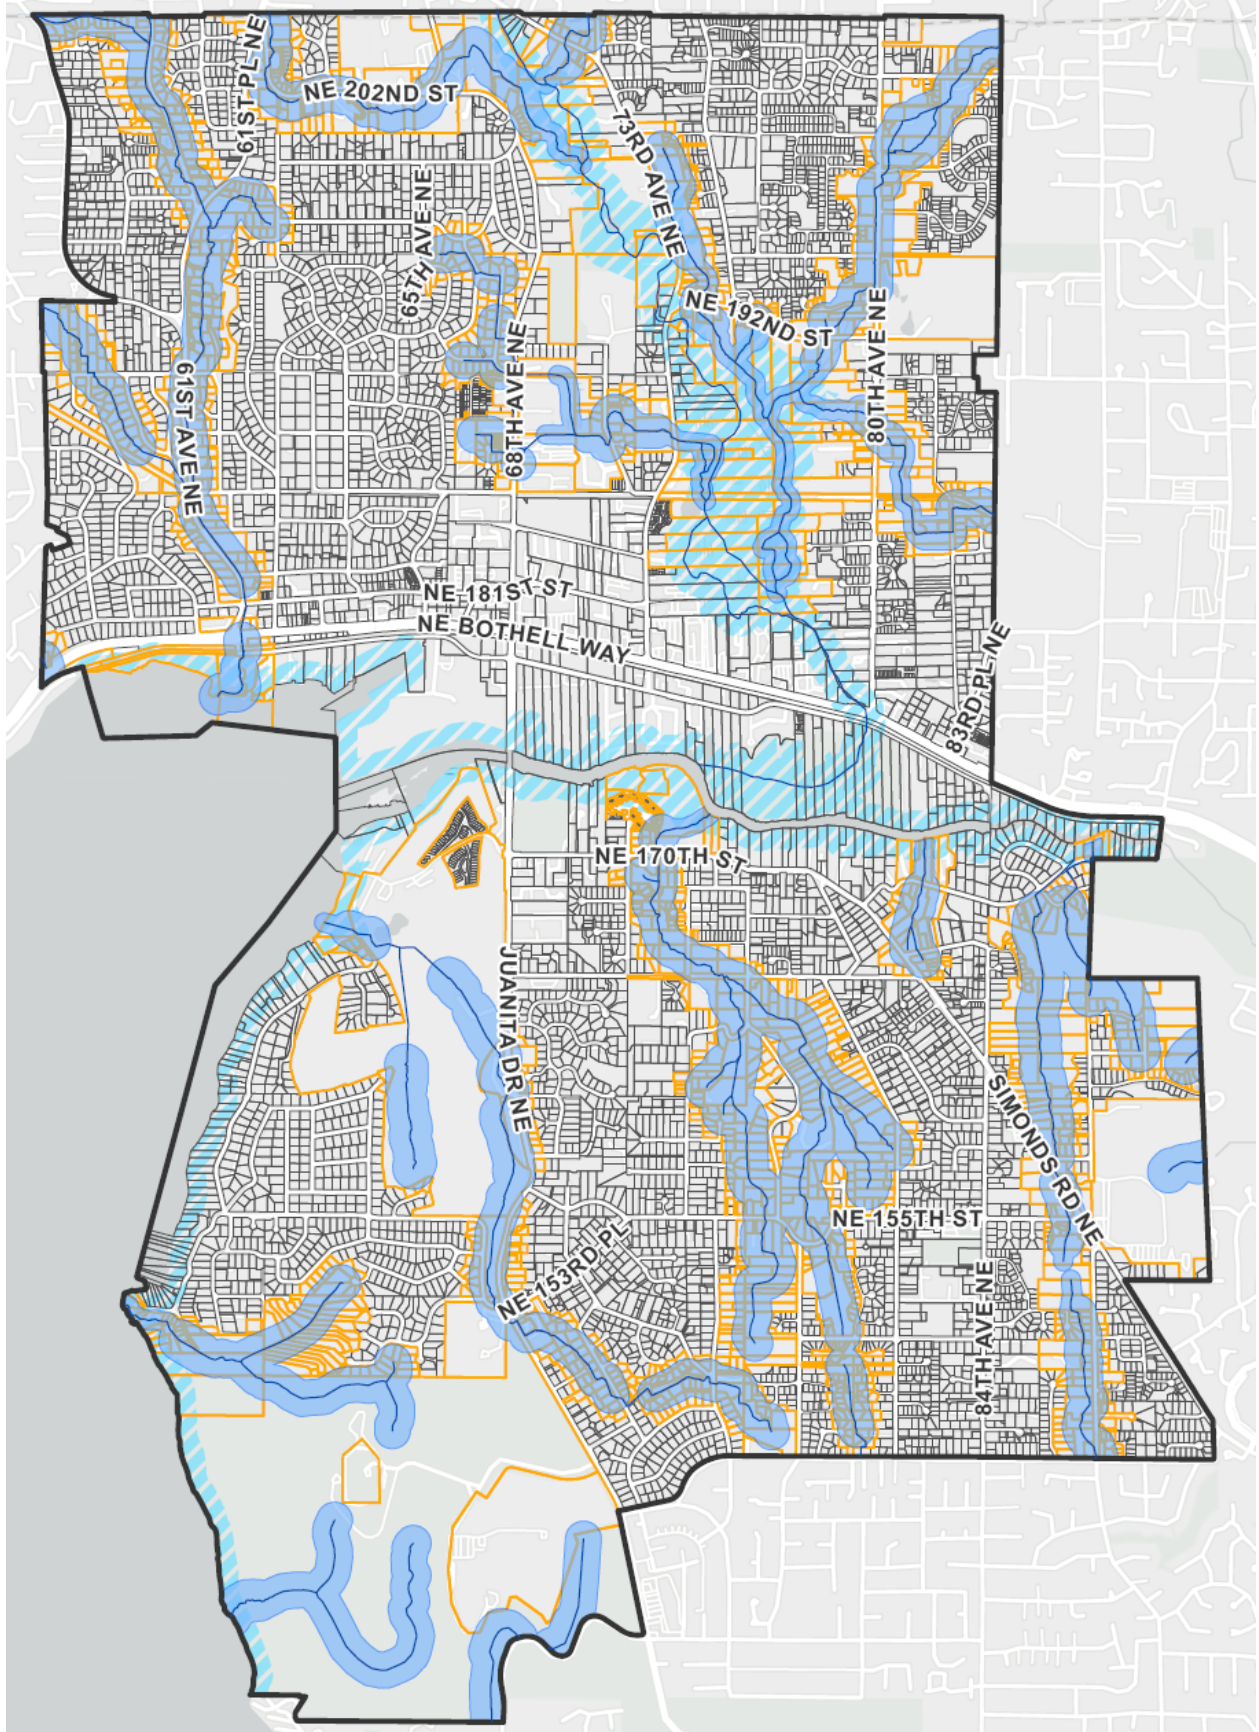 61ST PL NE
NE 202ND ST
73RD AVE NE
65TH AVE NE
NE 192ND ST
80TH AVE NE
68TH AVE NE
61ST AVE NE
NE 181ST ST
NE BOTHELL WAY
83RD PL NE
NE 170TH ST
JUANITA DR NE
SIMONDS RD NE
NE 155TH ST
NE 153RD PL
84TH AVE NE